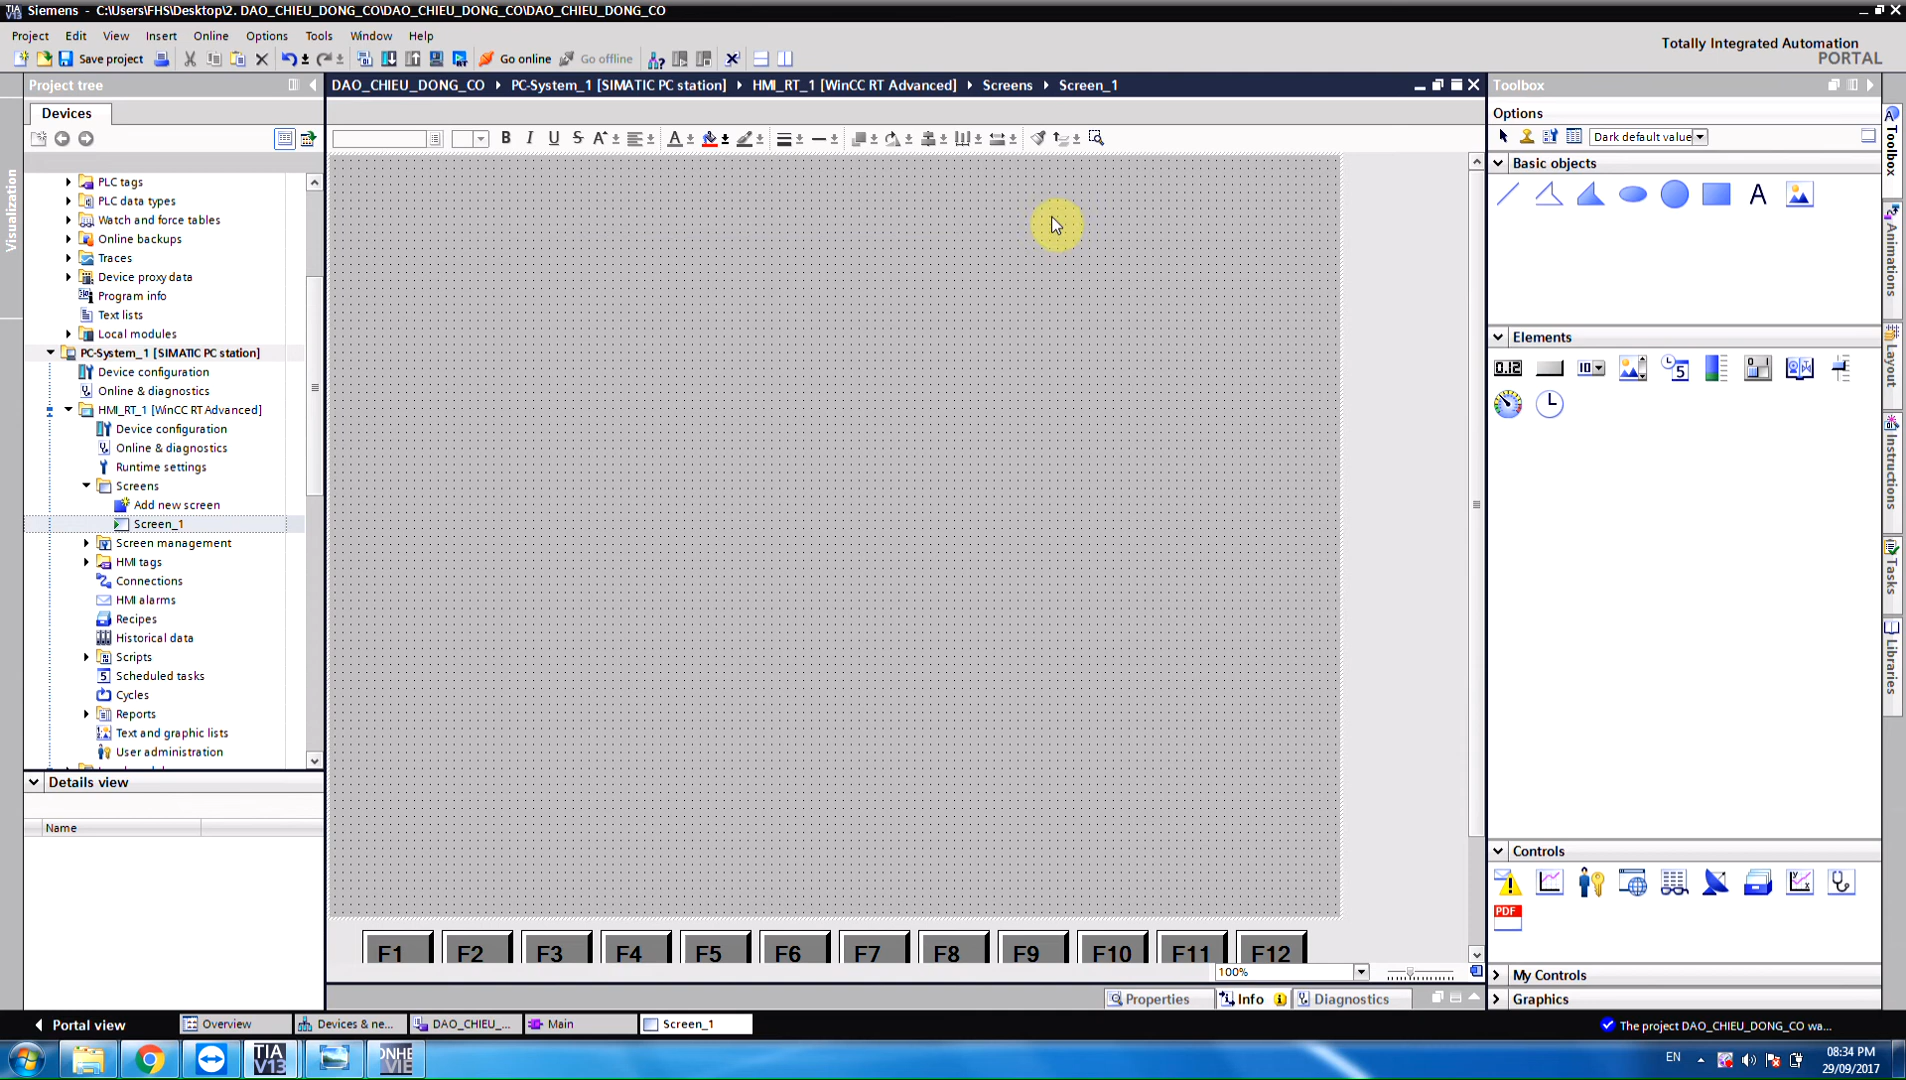 Siemens - C:\Users\FHS\Desktop\2. DAO_CHIEU_DONG_CO\DAO_CHIEU_DONG_CO\DAO_CHIEU_DONG_CO
Project Edit View Insert Online Options Tools Window Help
Totally Integrated Automation
PORTAL
Save project
Go online
Go offline
Project tree
DAO_CHIEU_DONG_CO PC-System_1 [SIMATIC PC station] HMI_RT_1 [WinCC RT Advanced] Screens Screen_1
Toolbox
Devices
Options
Dark default value
Visualization
PLC tags
PLC data types
Watch and force tables
Online backups
Traces
Device proxy data
Program info
Text lists
Local modules
PC-System_1 [SIMATIC PC station]
Device configuration
Online & diagnostics
HMI_RT_1 [WinCC RT Advanced]
Device configuration
Online & diagnostics
Runtime settings
Screens
Add new screen
Screen_1
Screen management
HMI tags
Connections
HMI alarms
Recipes
Historical data
Scripts
Scheduled tasks
Cycles
Reports
Text and graphic lists
User administration
Details view
Name
Basic objects
Elements
Controls
My Controls
Graphics
Toolbox
Animations
Layout
Instructions
Tasks
Libraries
F1 F2 F3 F4 F5 F6 F7 F8 F9 F10 F11 F12
100%
Properties Info Diagnostics
Portal view Overview Devices & ne... DAO_CHIEU_... Main Screen_1
The project DAO_CHIEU_DONG_CO wa...
EN
08:34 PM
29/09/2017